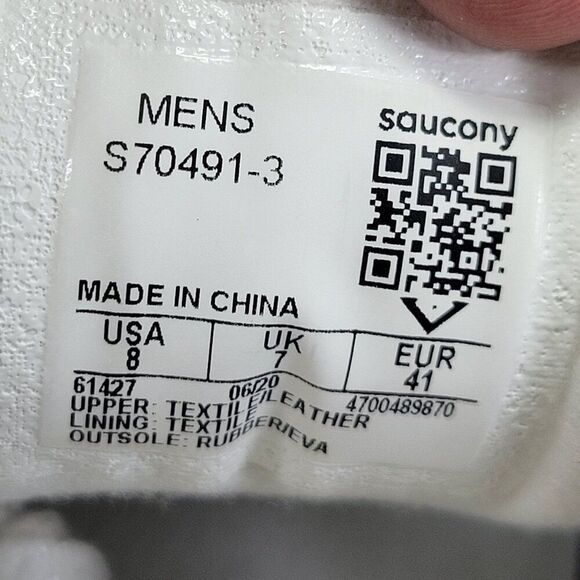 MENS
S70491-3
saucony
MADE IN CHINA
USA 8
UK 7
EUR 41
61427 06/20 4700489870
UPPER: TEXTILE/LEATHER
LINING: TEXTILE
OUTSOLE: RUBBER/EVA